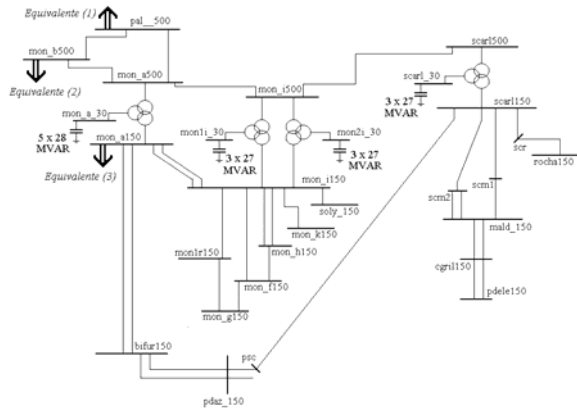 Equivalente (1)
pal__500
mon_b500
scarl500
mon_a500
mon_i500
scarl_30
Equivalente (2)
mon_a_30
3 x 27
MVAR
scarl150
5 x 28
MVAR
mon1i_30
mon2i_30
mon_a150
3 x 27
MVAR
3 x 27
MVAR
scr
rocha150
Equivalente (3)
mon_i150
scm1
soly_150
scm2
mon_k150
mald_150
mon1r150
mon_h150
cgril150
mon_f150
pdele150
mon_g150
bifur150
psc
pdaz_150